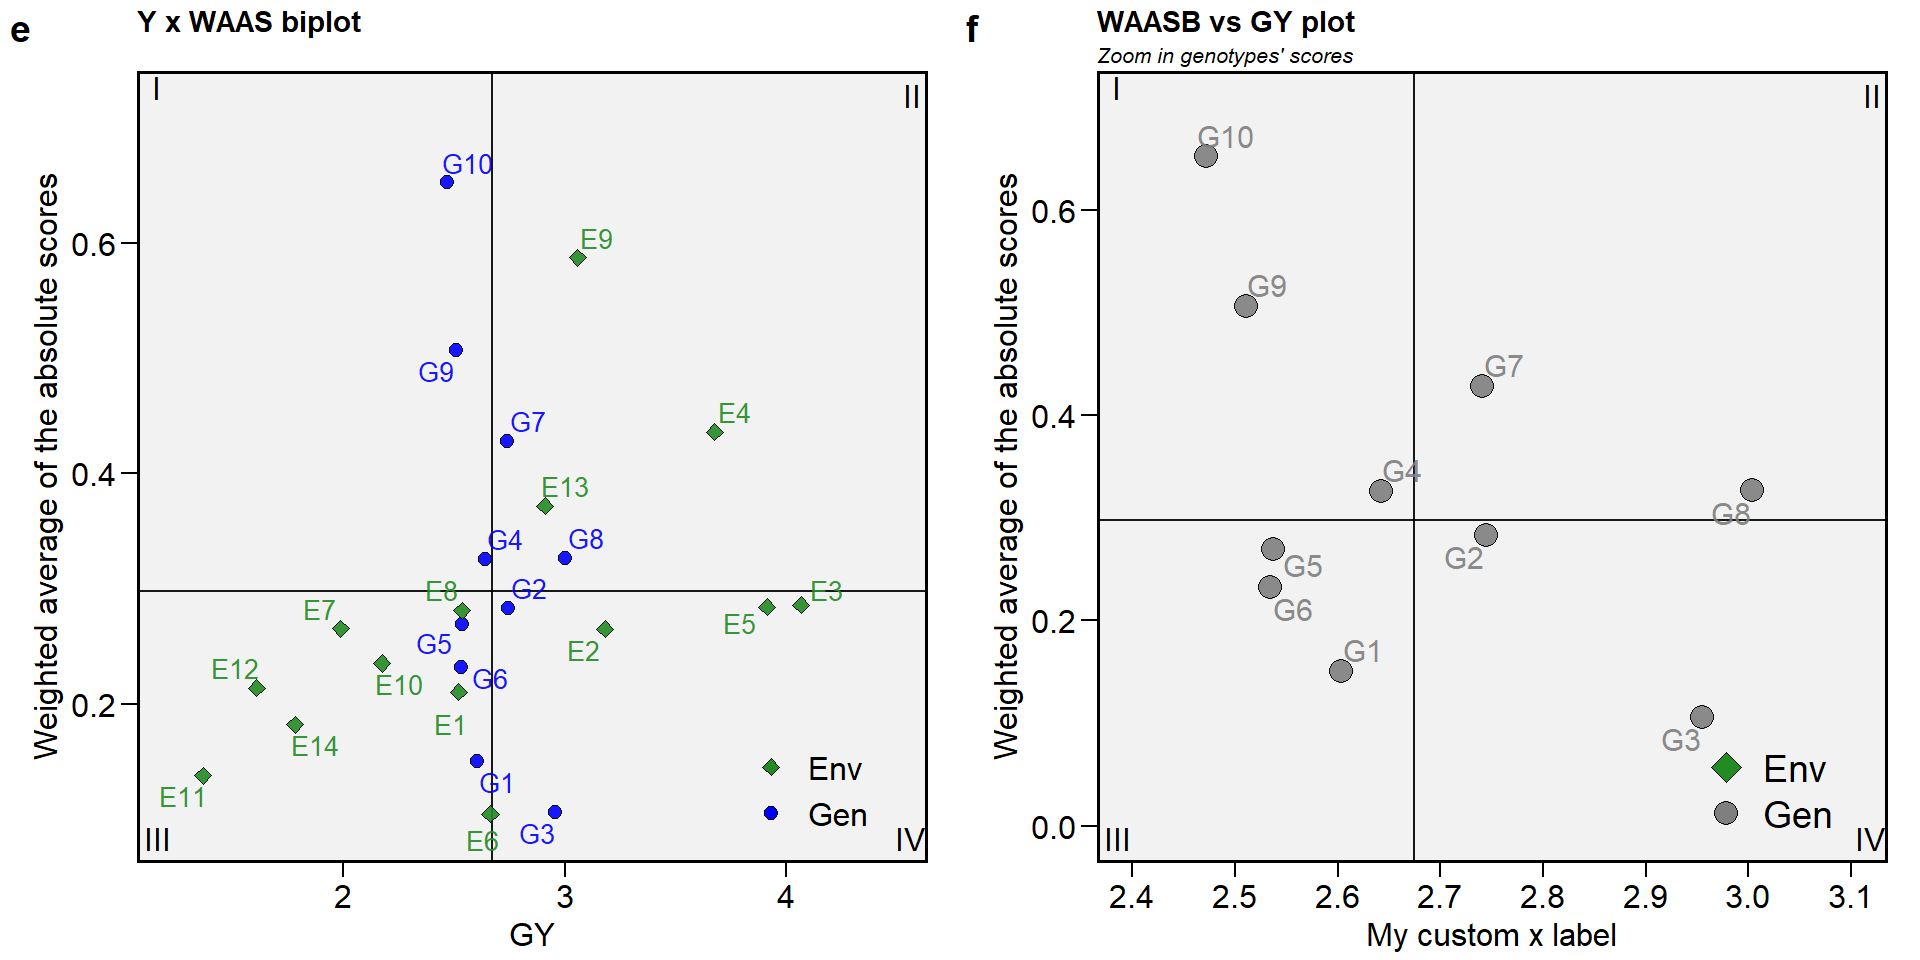 e
Y x WAAS biplot
I
II
G10
E9
0.6
G9
E4
G7
0.4
E13
G4
G8
E8
G2
E3
E7
E5
G5
E2
E12
E10
G6
0.2
E1
E14
E11
G1
Env
Gen
G3
E6
III
IV
2
3
4
GY
Weighted average of the absolute scores
f
WAASB vs GY plot
Zoom in genotypes' scores
I
II
G10
0.6
G9
G7
0.4
G4
G8
G2
G5
G6
0.2
G1
G3
Env
Gen
0.0
III
IV
2.4
2.5
2.6
2.7
2.8
2.9
3.0
3.1
My custom x label
Weighted average of the absolute scores